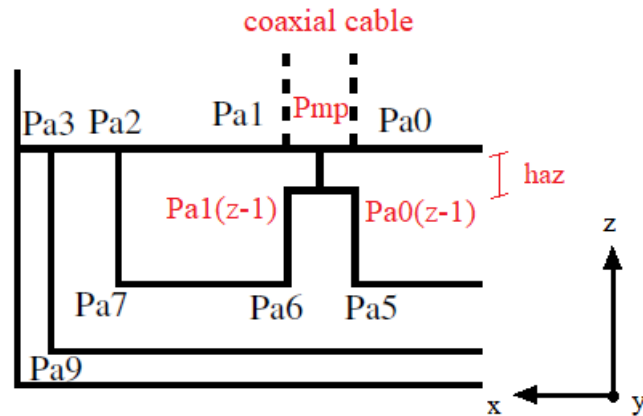 coaxial cable
Pa3 Pa2 Pa1 Pmp Pa0
haz
Pa1(z-1) Pa0(z-1)
z
Pa7 Pa6 Pa5
Pa9
x y